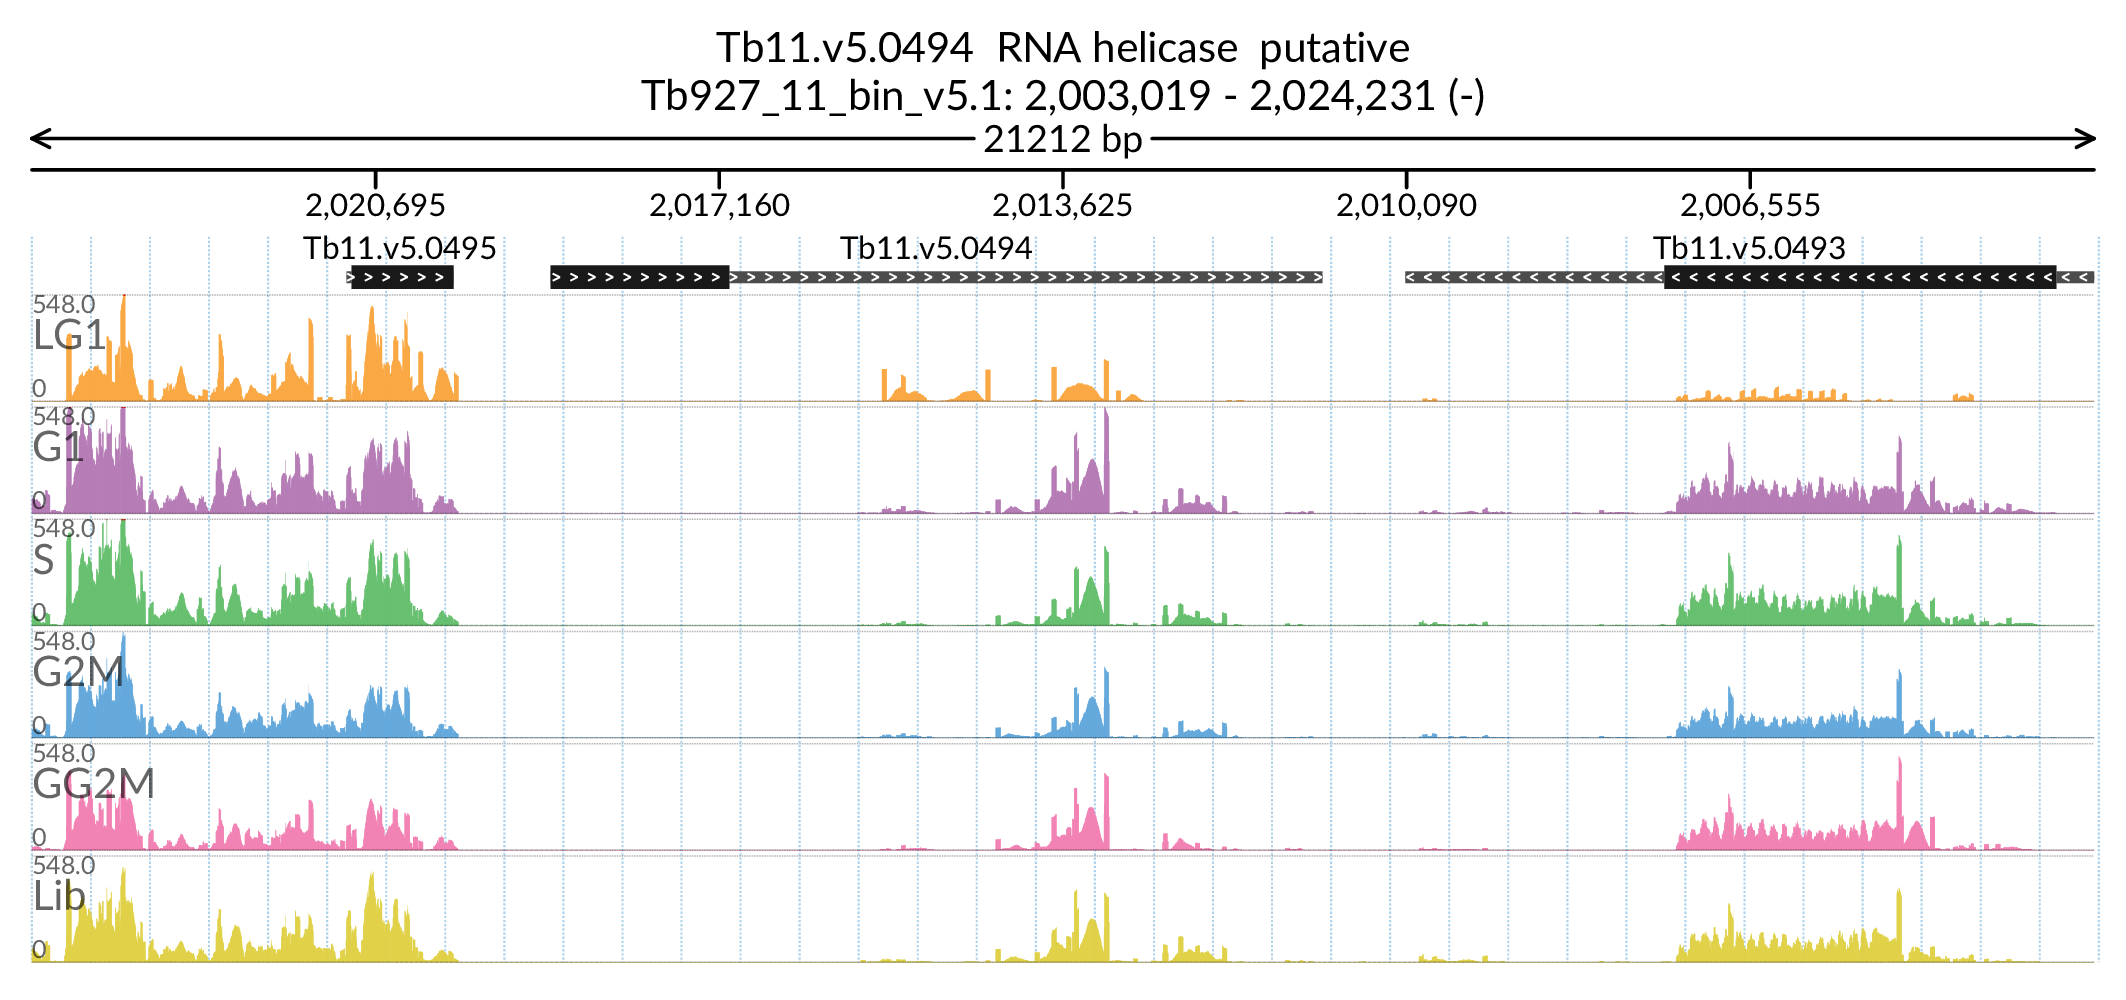 Tb11.v5.0494 RNA helicase putative
Tb927_11_bin_v5.1: 2,003,019 - 2,024,231 (-)
21212 bp
2,020,695 2,017,160 2,013,625 2,010,090 2,006,555
Tb11.v5.0495 Tb11.v5.0494 Tb11.v5.0493
548.0
LG1
0
548.0
G1
0
548.0
S
0
548.0
G2M
0
548.0
GG2M
0
548.0
Lib
0